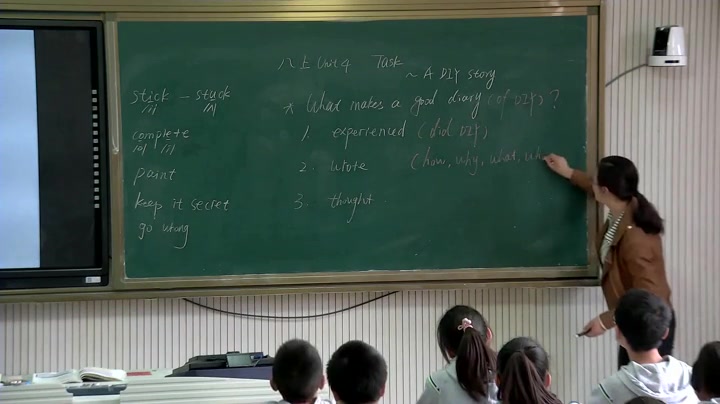 八上 Unit 4 Task
~ A DIY story
stick - stuck
/ɪ/ /ʌ/
complete
/ə/ /iː/
paint
keep it secret
go wrong
* What makes a good diary (of DIY) ?
1. experienced (did DIY)
2. wrote (how, why, what, wh
3. thought